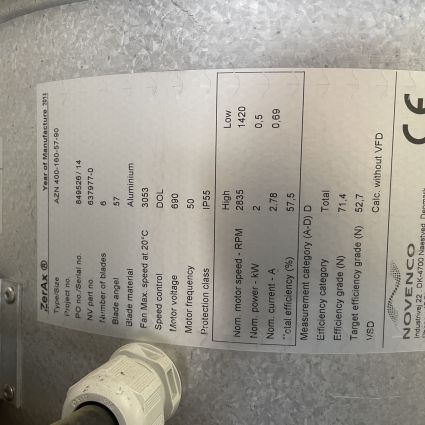 ZerAx ® Year of Manufacture 2011
Type/Size AZN 400-160-57-90
Project no
PO no./Serial no. 849526 / 14
NV part no 637977-0
Number of blades 6
Blade angel 57
Blade material Aluminium
Fan Max. speed at 20°C 3053
Speed control DOL
Motor voltage 690
Motor frequency 50
Protection class IP55
High Low
Nom. motor speed - RPM 2835 1420
Nom. power - kW 2 0,5
Nom. current - A 2.78 0,69
Total efficiency (%) 57.5
Measurement category (A-D) D
Efficiency category Total
Efficiency grade (N) 71,4
Target efficiency grade (N) 52,7
VSD Calc. without VFD
NOVENCO CE
Industrivej 22, DK-4700 Naestved, Denmark